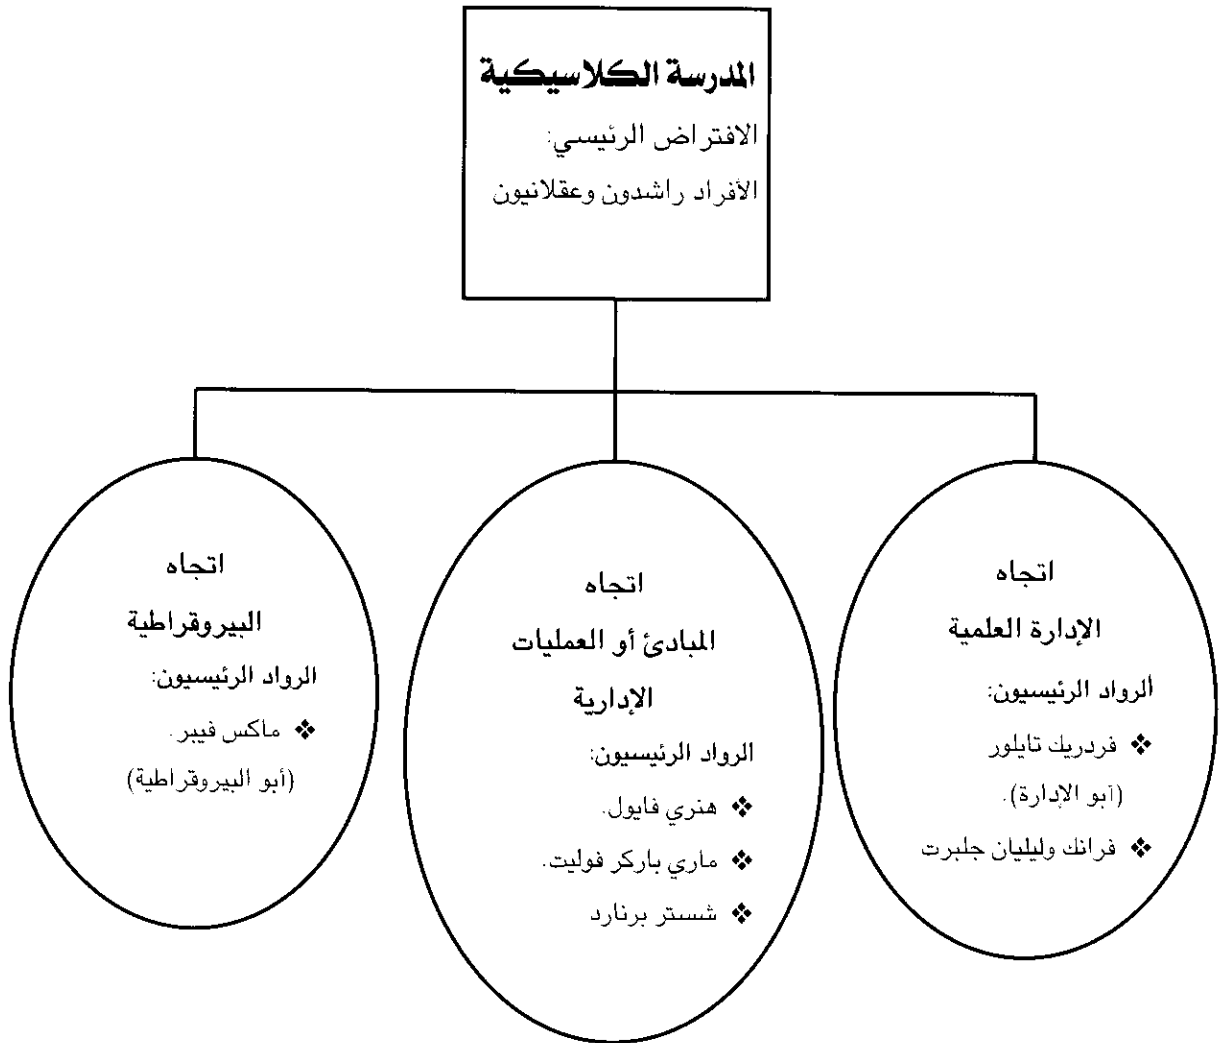 المدرسة الكلاسيكية
الافتراض الرئيسي:
الأفراد راشدون وعقلانيون
اتجاه
الإدارة العلمية
ألرواد الرئيسيون:
❖ فردريك تايلور
(أبو الإدارة).
❖ فرانك وليليان جلبرت
اتجاه
المبادئ أو العمليات
الإدارية
الرواد الرئيسيون:
❖ هنري فايول.
❖ ماري باركر فوليت.
❖ شستر برنارد
اتجاه
البيروقراطية
الرواد الرئيسيون:
❖ ماكس فيبر.
(أبو البيروقراطية)